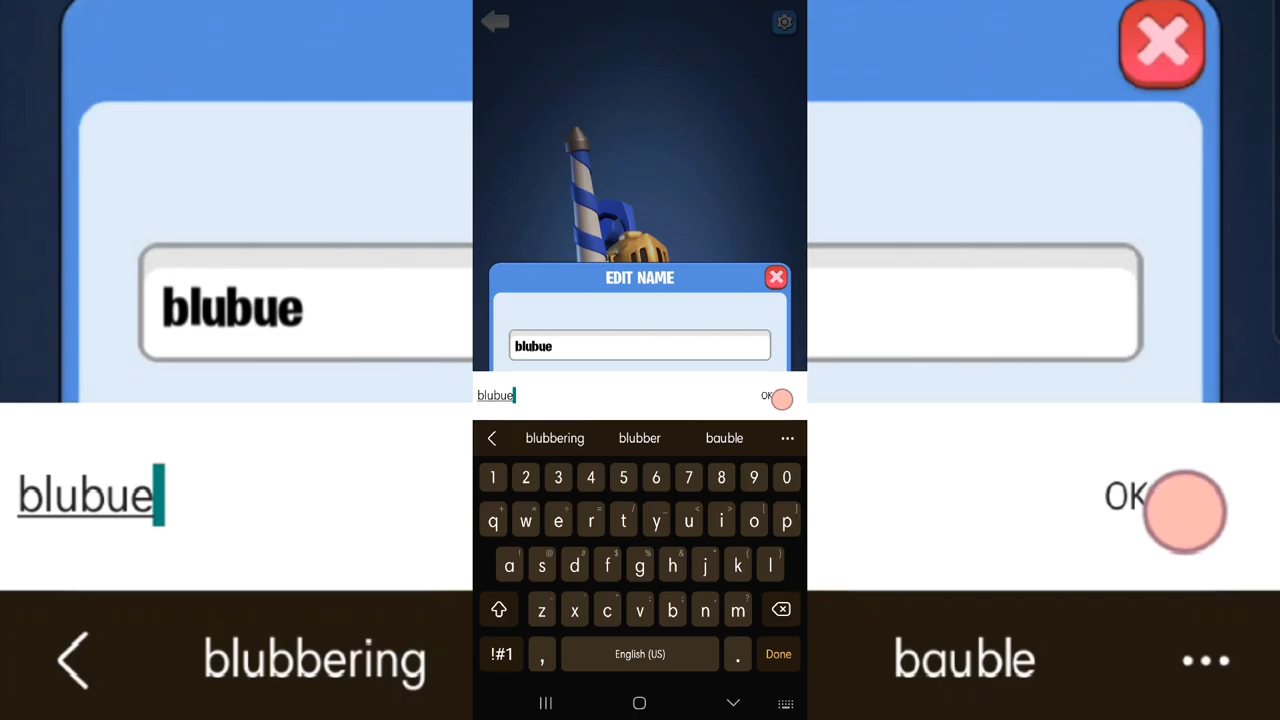 EDIT NAME
blubue
blubue
OK
blubbering blubber bauble
1 2 3 4 5 6 7 8 9 0
q w e r t y u i o p
a s d f g h j k l
z x c v b n m
!#1 , English (US) . Done
blubue
blubue
OK
blubbering bauble